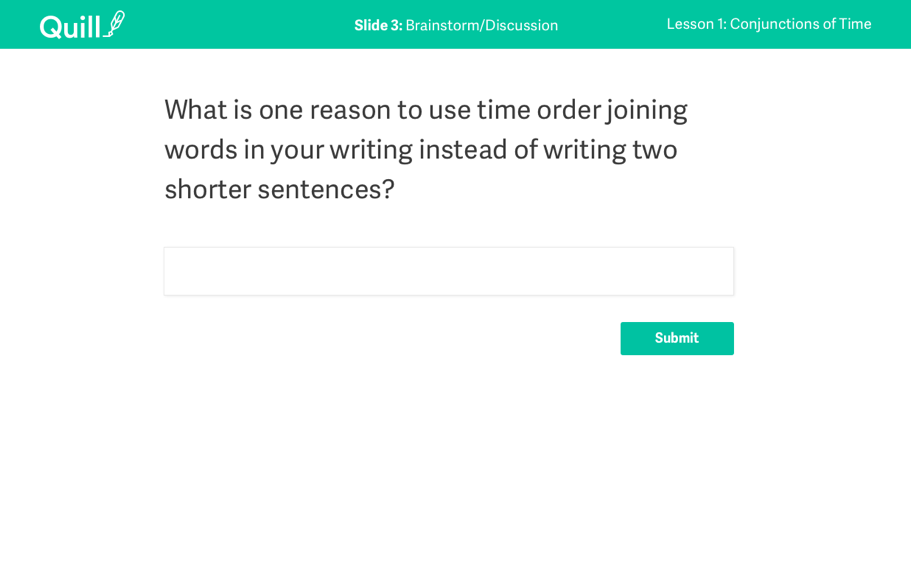 Quill
Slide 3: Brainstorm/Discussion
Lesson 1: Conjunctions of Time
What is one reason to use time order joining
words in your writing instead of writing two
shorter sentences?
Submit